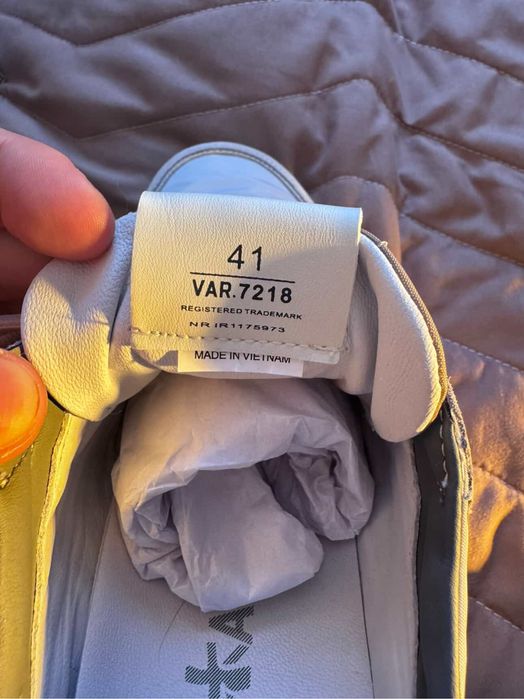 41
VAR.7218
REGISTERED TRADEMARK
NR IR1175973
MADE IN VIETNAM